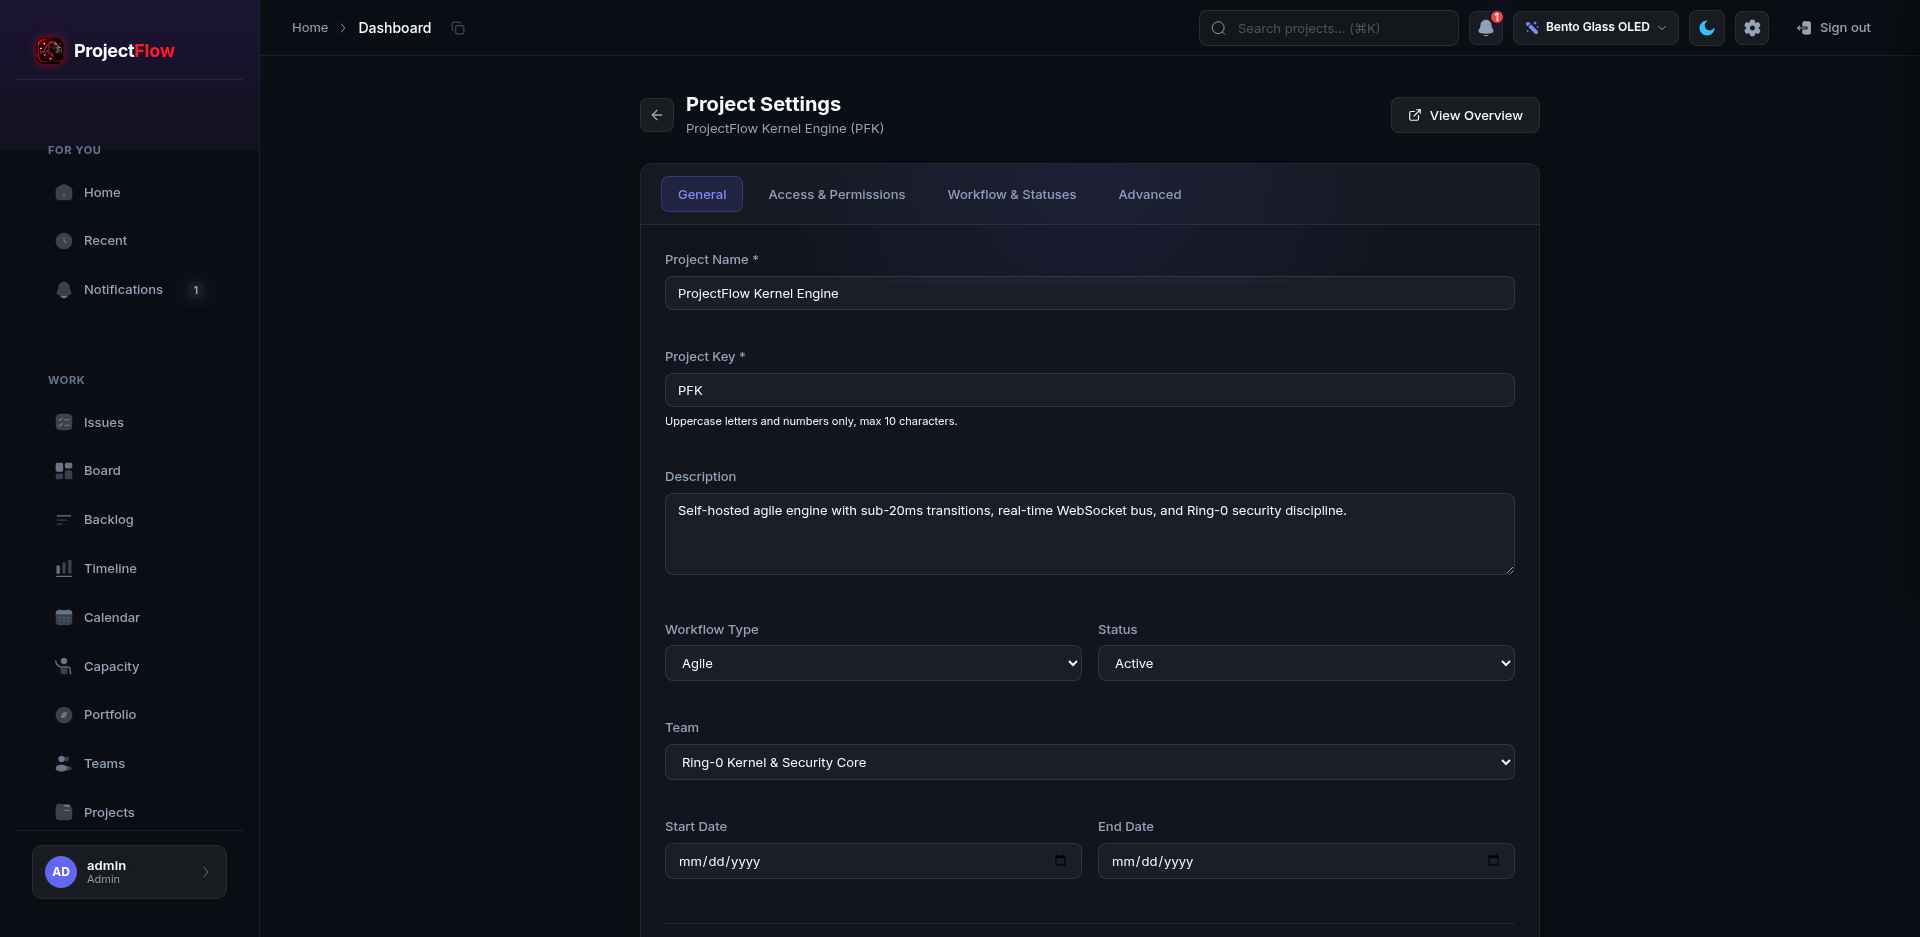 ProjectFlow
FOR YOU
Home
Recent
Notifications 1
WORK
Issues
Board
Backlog
Timeline
Calendar
Capacity
Portfolio
Teams
Projects
AD admin
Admin
Home > Dashboard
Search projects... (⌘K)
1
Bento Glass OLED
Sign out
Project Settings
ProjectFlow Kernel Engine (PFK)
View Overview
General Access & Permissions Workflow & Statuses Advanced
Project Name *
ProjectFlow Kernel Engine
Project Key *
PFK
Uppercase letters and numbers only, max 10 characters.
Description
Self-hosted agile engine with sub-20ms transitions, real-time WebSocket bus, and Ring-0 security discipline.
Workflow Type Status
Agile Active
Team
Ring-0 Kernel & Security Core
Start Date End Date
mm/dd/yyyy mm/dd/yyyy